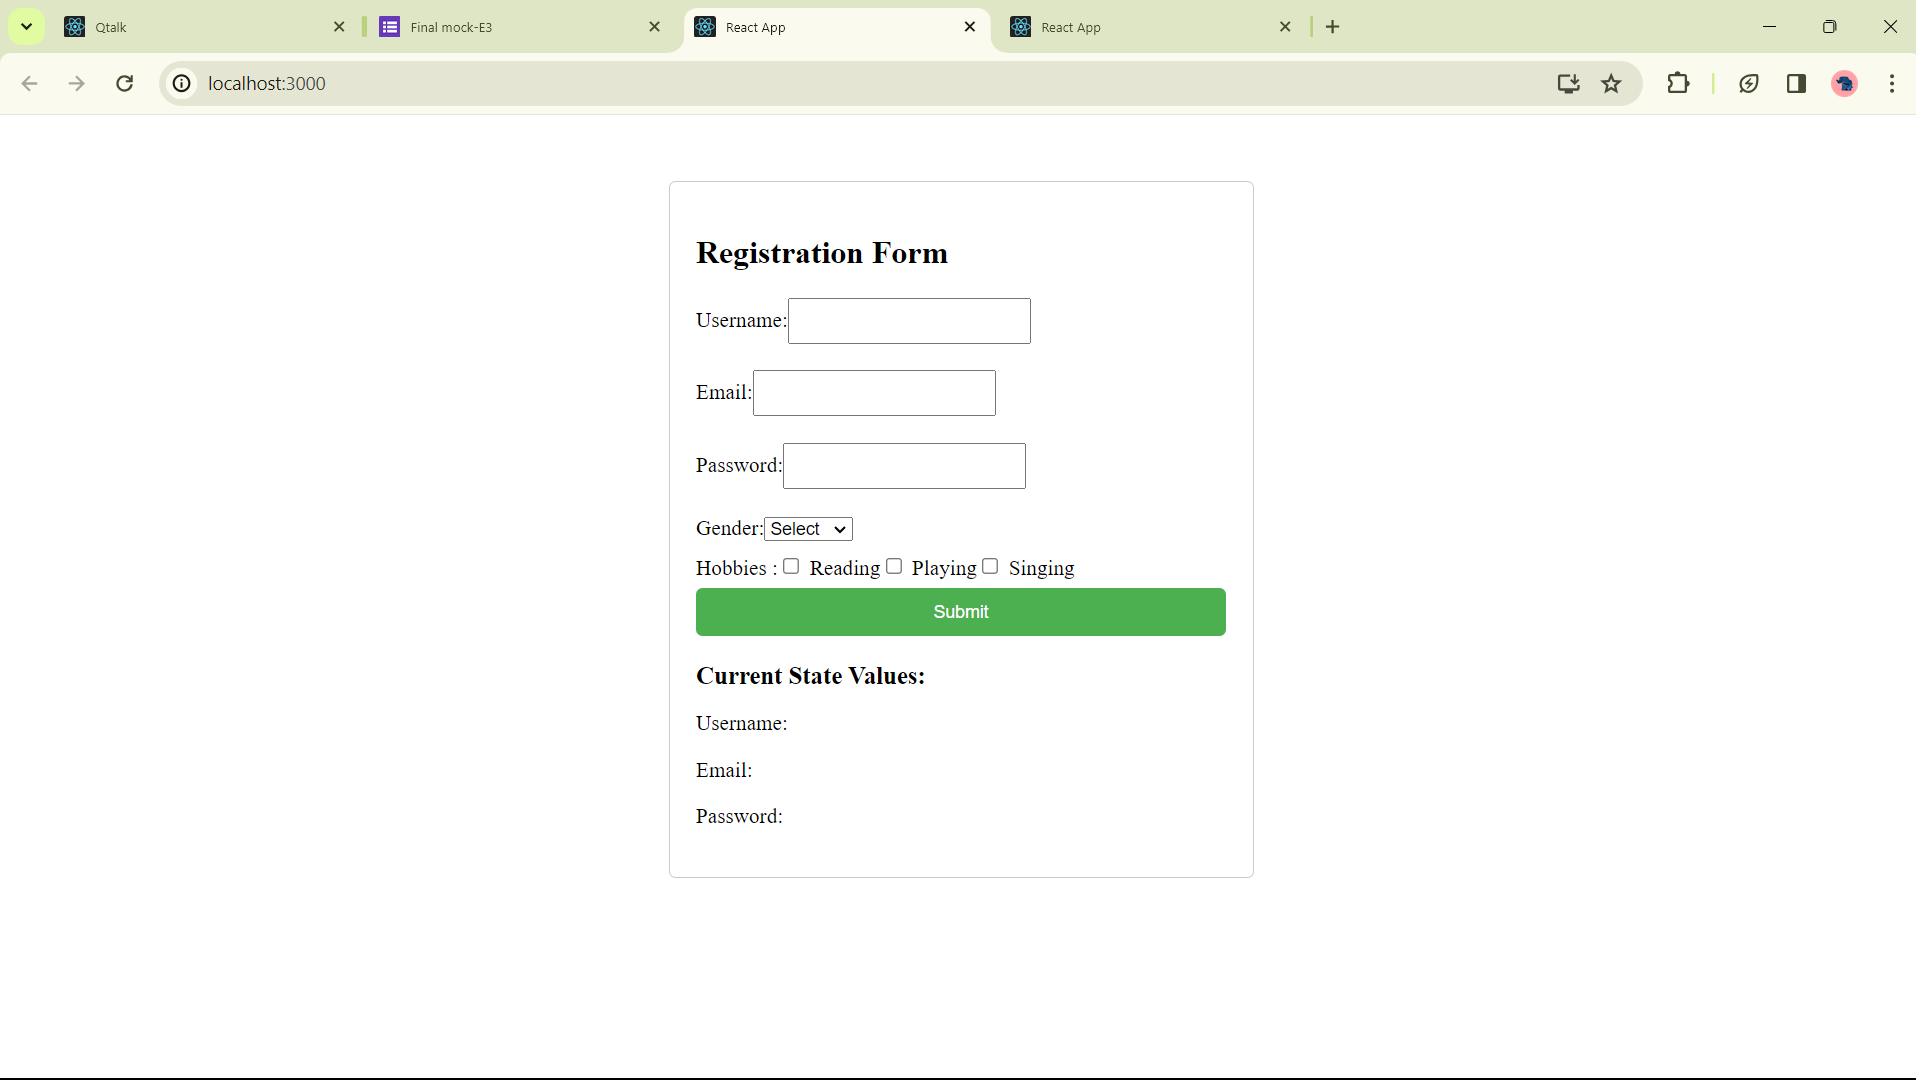 Qtalk
Final mock-E3
React App
React App
localhost:3000
Registration Form
Username:
Email:
Password:
Gender: Select
Hobbies : Reading Playing Singing
Submit
Current State Values:
Username:
Email:
Password: